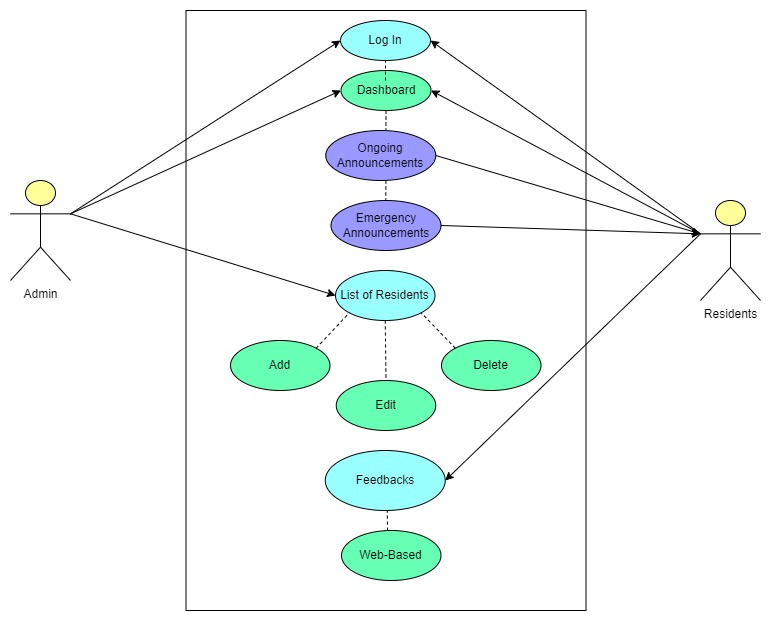 Log In
Dashboard
Ongoing
Announcements
Emergency
Announcements
Admin
Residents
List of Residents
Add
Delete
Edit
Feedbacks
Web-Based